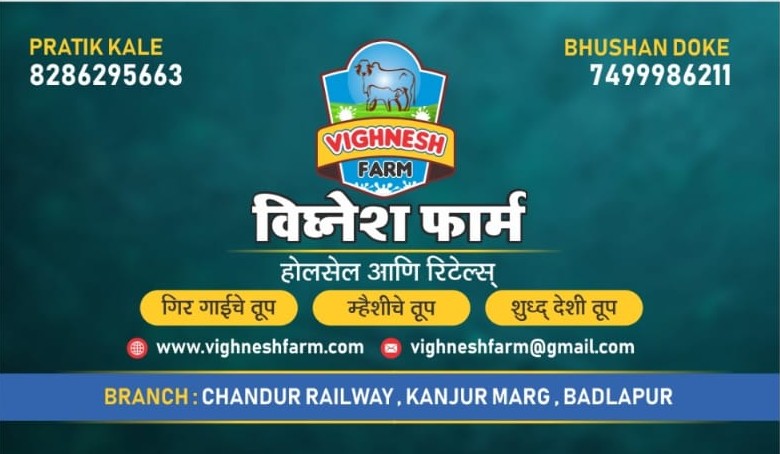 PRATIK KALE
8286295663
BHUSHAN DOKE
7499986211
VIGHNESH
FARM
विघ्नेश फार्म
होलसेल आणि रिटेल्स्
गिर गाईचे तूप
म्हैशीचे तूप
शुध्द् देशी तूप
www.vighneshfarm.com
vighneshfarm@gmail.com
BRANCH : CHANDUR RAILWAY , KANJUR MARG , BADLAPUR